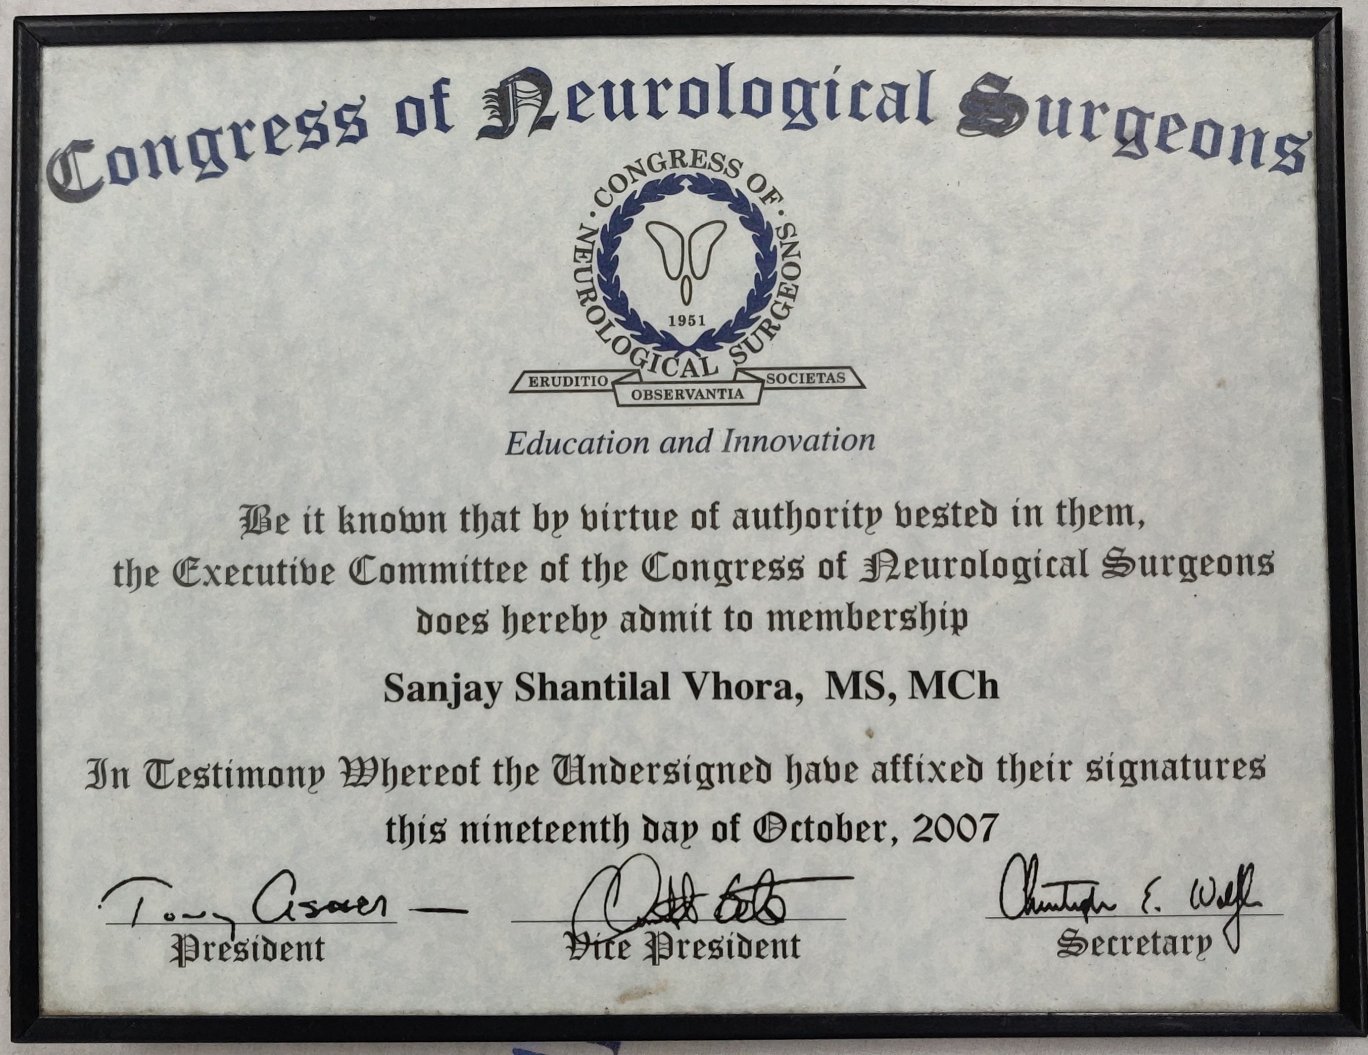 Congress of Neurological Surgeons
· CONGRESS OF ·
NEUROLOGICAL SURGEONS
1951
ERUDITIO OBSERVANTIA SOCIETAS
Education and Innovation
Be it known that by virtue of authority vested in them,
the Executive Committee of the Congress of Neurological Surgeons
does hereby admit to membership
Sanjay Shantilal Vhora, MS, MCh
In Testimony Whereof the Undersigned have affixed their signatures
this nineteenth day of October, 2007
Christoph E. Wolfla
President Vice President Secretary